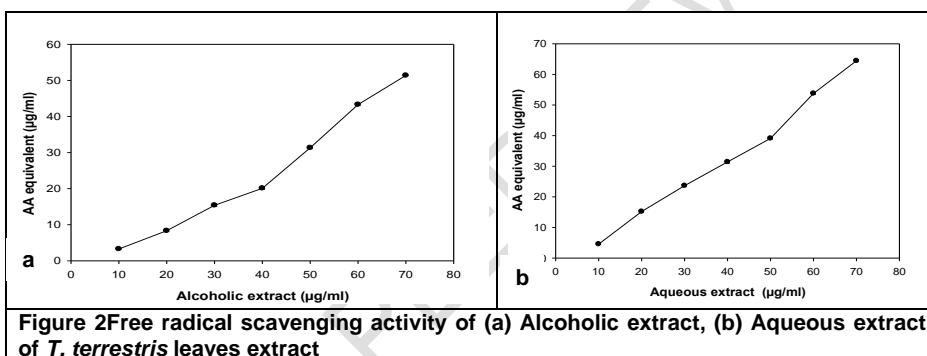 60
50
40
30
20
10
0
AA equivalent (µg/ml)
0 10 20 30 40 50 60 70 80
Alcoholic extract (µg/ml)
a
70
60
50
40
30
20
10
AA equivalent (µg/ml)
0 10 20 30 40 50 60 70 80
Aqueous extract (µg/ml)
b
Figure 2Free radical scavenging activity of (a) Alcoholic extract, (b) Aqueous extract
of T. terrestris leaves extract